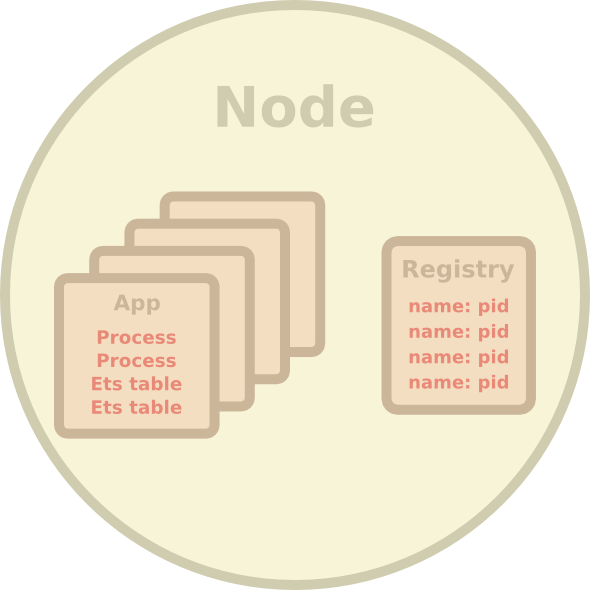 Node
App
Process
Process
Ets table
Ets table
Registry
name: pid
name: pid
name: pid
name: pid